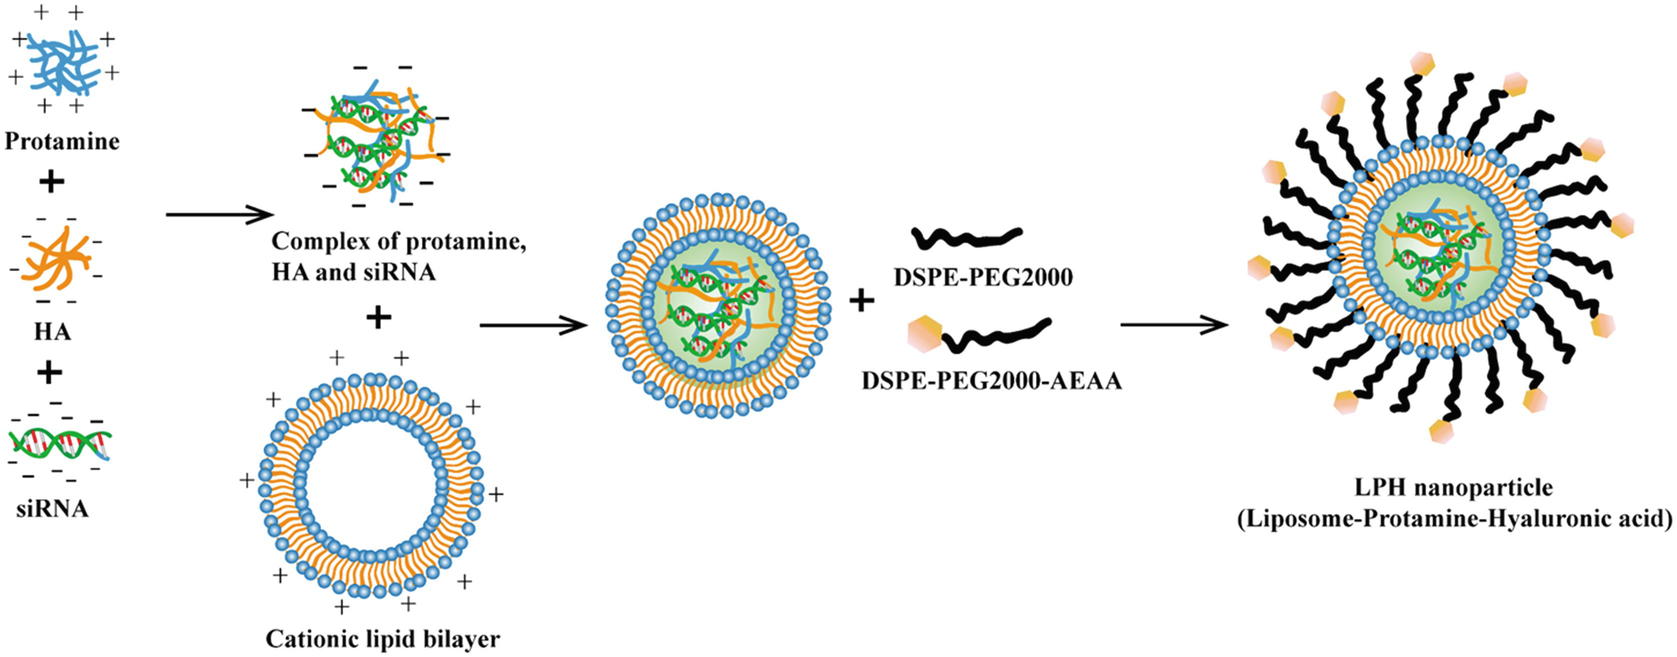 Protamine
+
HA
+
siRNA
Complex of protamine,
HA and siRNA
+
Cationic lipid bilayer
+
DSPE-PEG2000
DSPE-PEG2000-AEAA
LPH nanoparticle
(Liposome-Protamine-Hyaluronic acid)